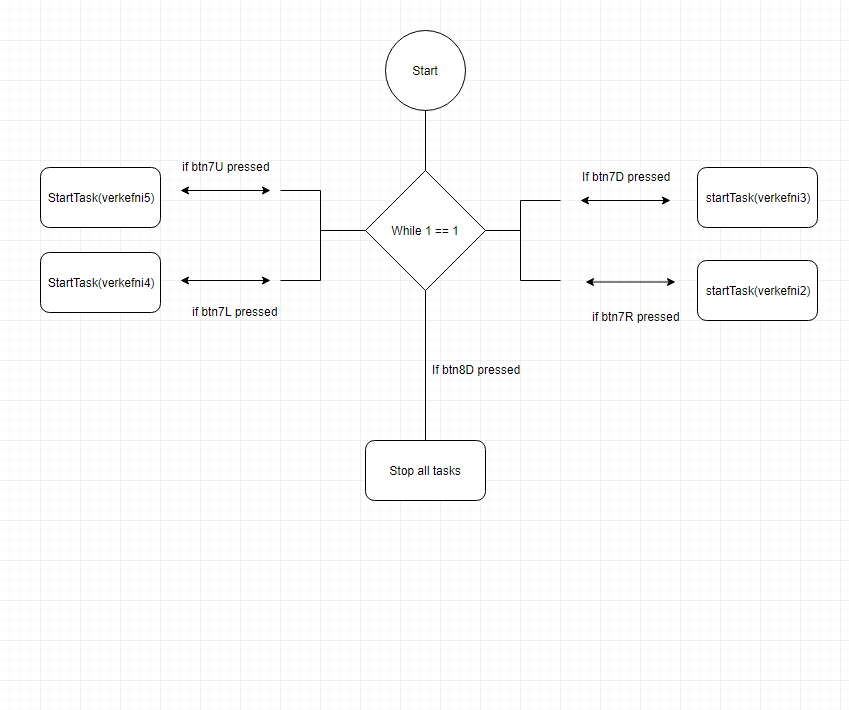 Start
if btn7U pressed
If btn7D pressed
StartTask(verkefni5)
startTask(verkefni3)
While 1 == 1
StartTask(verkefni4)
startTask(verkefni2)
if btn7L pressed
if btn7R pressed
If btn8D pressed
Stop all tasks